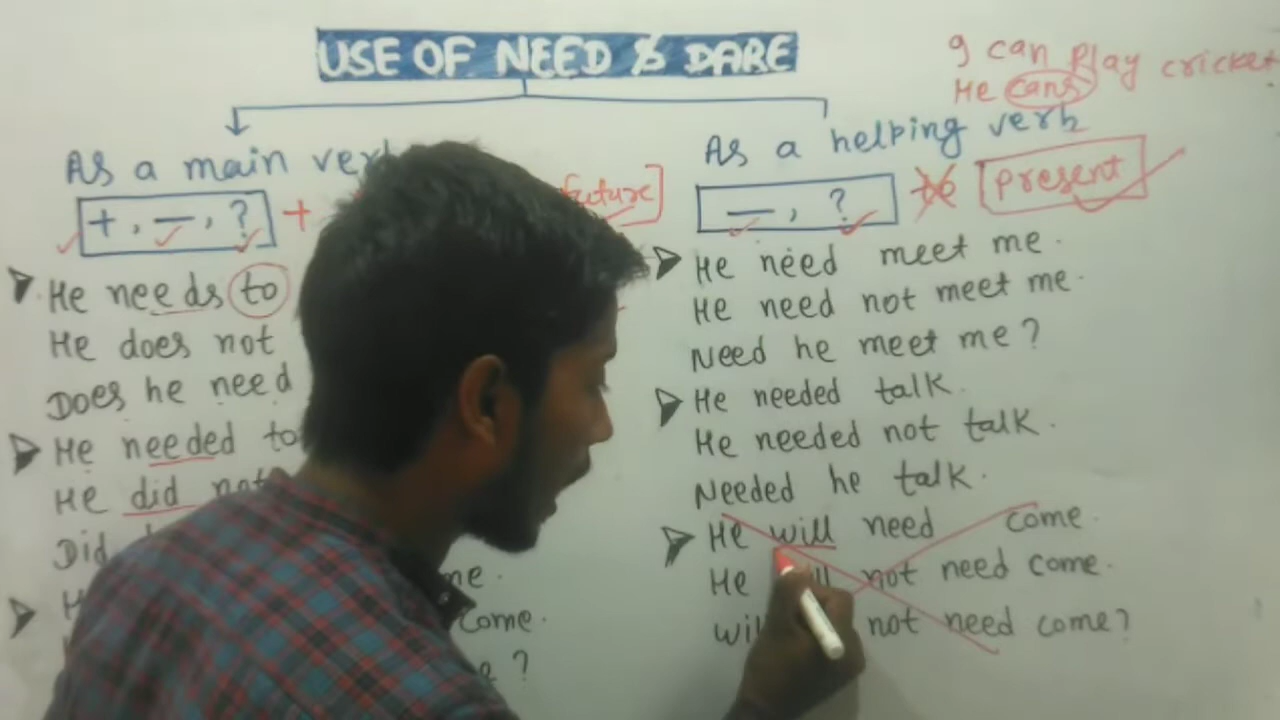 USE OF NEED & DARE
I can play cricket
He cans
As a main verb
+ , — , ? +
future
He needs to
He does not
Does he need
He needed to
He did not
Did
me.
come.
?
As a helping verb
— , ? to present
He need meet me.
He need not meet me.
Need he meet me?
He needed talk.
He needed not talk.
Needed he talk.
He will need come.
He will not need come.
not need come?